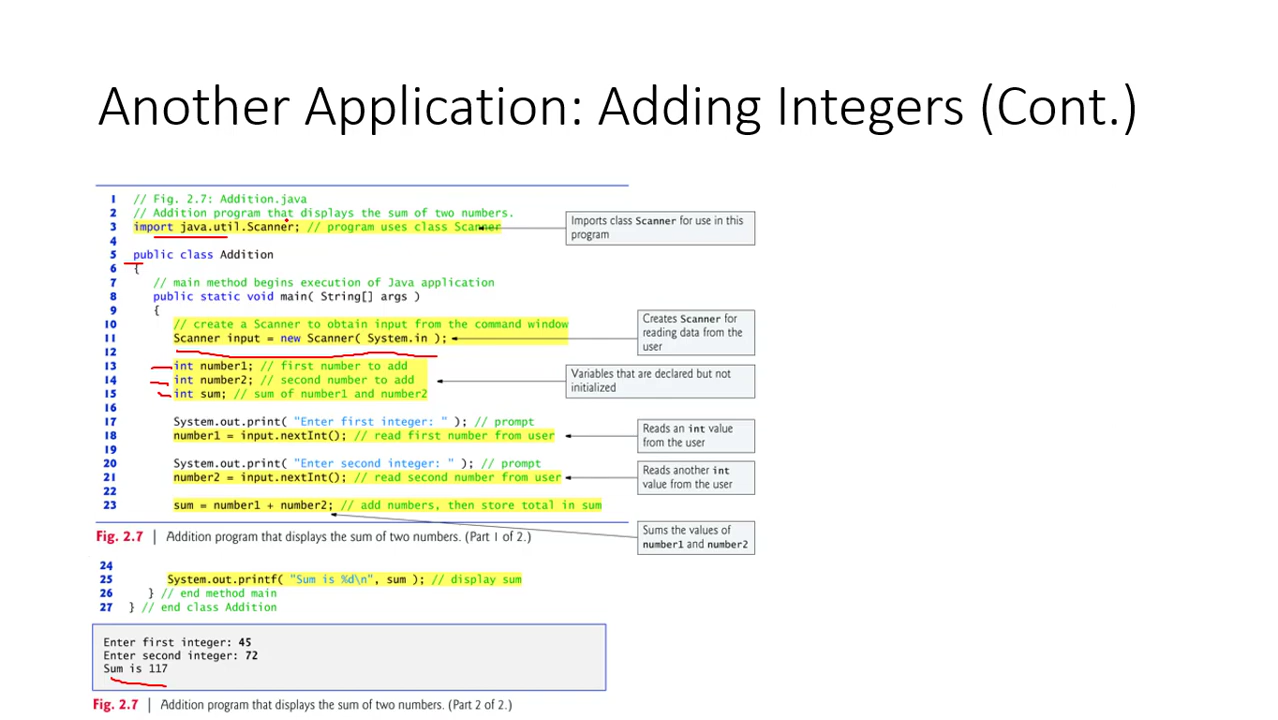 Another Application: Adding Integers (Cont.)
1 // Fig. 2.7: Addition.java
2 // Addition program that displays the sum of two numbers.
3 import java.util.Scanner; // program uses class Scanner
Imports class Scanner for use in this
program
4
5 public class Addition
6 {
7 // main method begins execution of Java application
8 public static void main( String[] args )
9 {
10 // create a Scanner to obtain input from the command window
11 Scanner input = new Scanner( System.in );
Creates Scanner for
reading data from the
user
12
13 int number1; // first number to add
14 int number2; // second number to add
15 int sum; // sum of number1 and number2
Variables that are declared but not
initialized
16
17 System.out.print( "Enter first integer: " ); // prompt
18 number1 = input.nextInt(); // read first number from user
Reads an int value
from the user
19
20 System.out.print( "Enter second integer: " ); // prompt
21 number2 = input.nextInt(); // read second number from user
Reads another int
value from the user
22
23 sum = number1 + number2; // add numbers, then store total in sum
Sums the values of
number1 and number2
Fig. 2.7 | Addition program that displays the sum of two numbers. (Part 1 of 2.)
24
25 System.out.printf( "Sum is %d\n", sum ); // display sum
26 } // end method main
27 } // end class Addition
Enter first integer: 45
Enter second integer: 72
Sum is 117
Fig. 2.7 | Addition program that displays the sum of two numbers. (Part 2 of 2.)